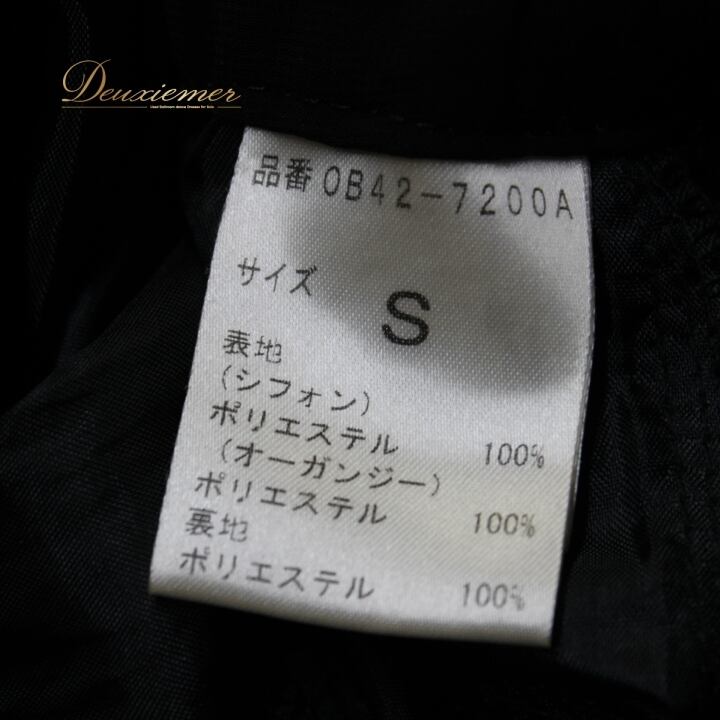 Deuxiemer
品番 0B42-7200A
サイズ S
表地
(シフォン)
ポリエステル 100%
(オーガンジー)
ポリエステル 100%
裏地
ポリエステル 100%